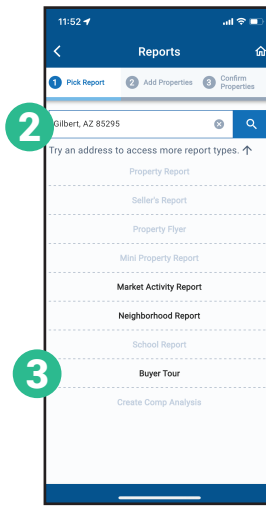 11:52
Reports
1 Pick Report 2 Add Properties 3 Confirm Properties
2
Gilbert, AZ 85295
Try an address to access more report types. ↑
Property Report
Seller's Report
Property Flyer
Mini Property Report
Market Activity Report
Neighborhood Report
School Report
3
Buyer Tour
Create Comp Analysis